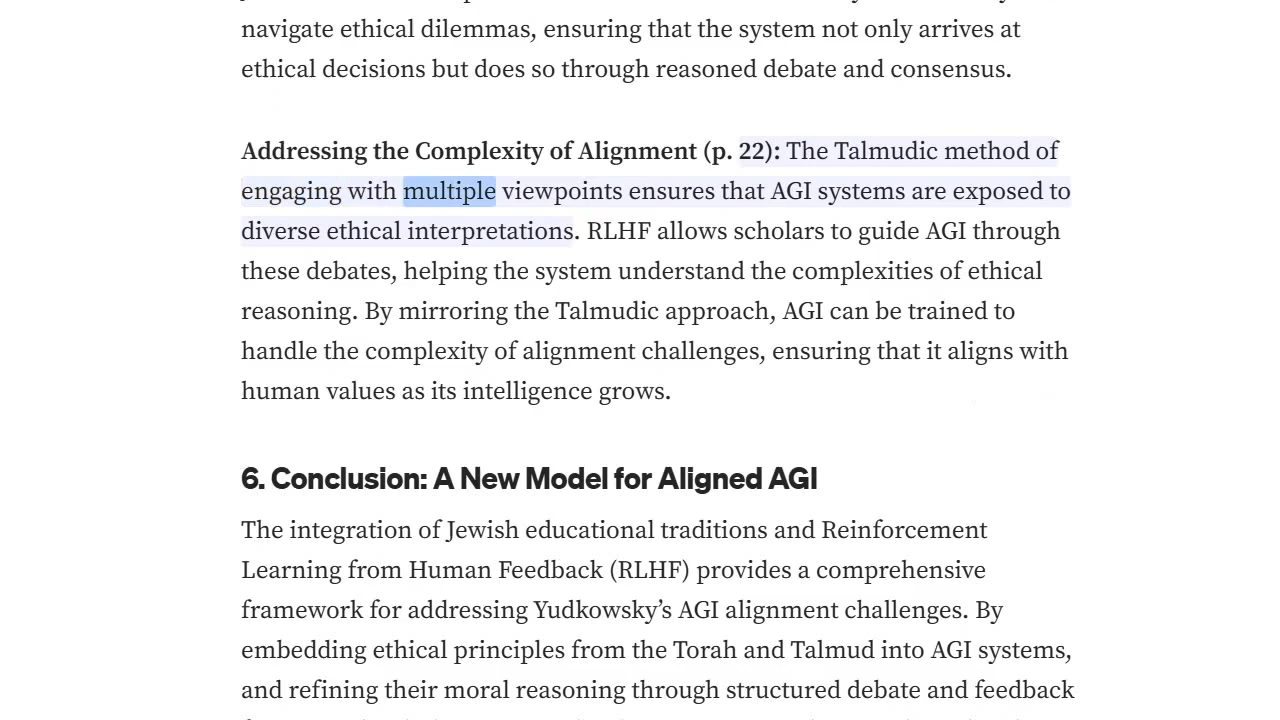 navigate ethical dilemmas, ensuring that the system not only arrives at
ethical decisions but does so through reasoned debate and consensus.
Addressing the Complexity of Alignment (p. 22): The Talmudic method of
engaging with multiple viewpoints ensures that AGI systems are exposed to
diverse ethical interpretations. RLHF allows scholars to guide AGI through
these debates, helping the system understand the complexities of ethical
reasoning. By mirroring the Talmudic approach, AGI can be trained to
handle the complexity of alignment challenges, ensuring that it aligns with
human values as its intelligence grows.
6. Conclusion: A New Model for Aligned AGI
The integration of Jewish educational traditions and Reinforcement
Learning from Human Feedback (RLHF) provides a comprehensive
framework for addressing Yudkowsky’s AGI alignment challenges. By
embedding ethical principles from the Torah and Talmud into AGI systems,
and refining their moral reasoning through structured debate and feedback